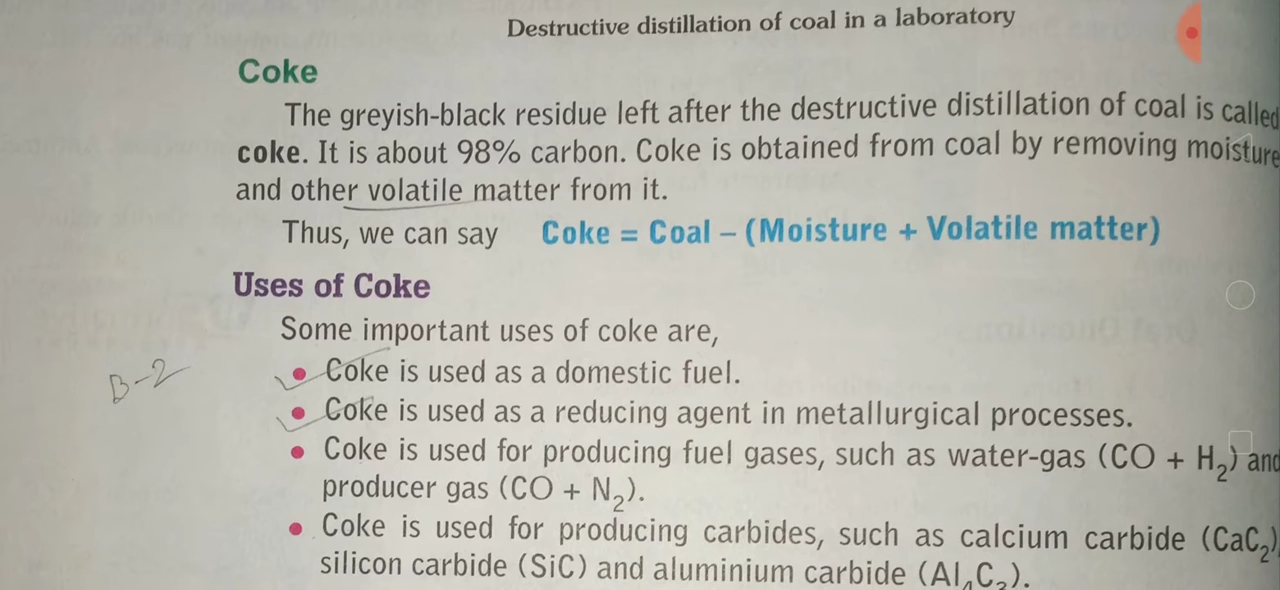 Destructive distillation of coal in a laboratory
Coke
The greyish-black residue left after the destructive distillation of coal is called
coke. It is about 98% carbon. Coke is obtained from coal by removing moisture
and other volatile matter from it.
Thus, we can say Coke = Coal – (Moisture + Volatile matter)
Uses of Coke
Some important uses of coke are,
• Coke is used as a domestic fuel.
B-2
• Coke is used as a reducing agent in metallurgical processes.
• Coke is used for producing fuel gases, such as water-gas (CO + H₂) and
producer gas (CO + N₂).
• Coke is used for producing carbides, such as calcium carbide (CaC₂)
silicon carbide (SiC) and aluminium carbide (Al₄C₃).